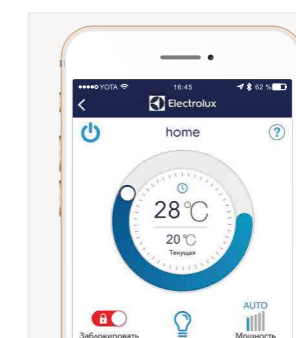 YOTA 16:45 62 %
Electrolux
home ?
28 °C
20 °C
Текущая
AUTO
Заблокировать Мощность